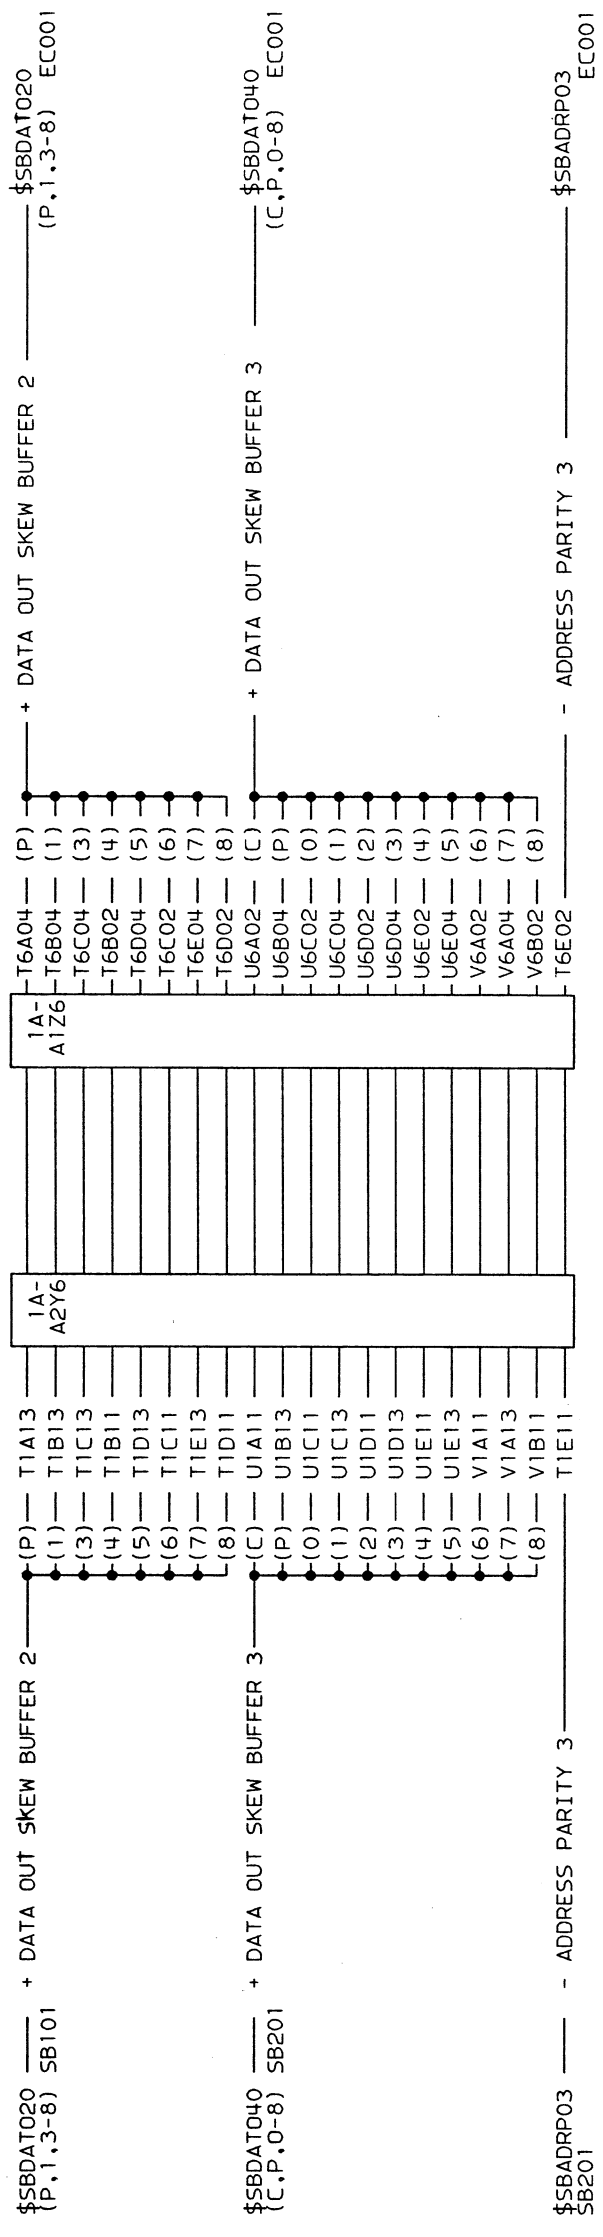 $SBDAT020 + DATA OUT SKEW BUFFER 2 (P) T1A13 1A- T6A04 (P) + DATA OUT SKEW BUFFER 2 $SBDAT020
(P,1,3-8) SB101 (1) T1B13 A2Y6 A1Z6 T6B04 (1) (P,1,3-8) EC001
(3) T1C13 T6C04 (3)
(4) T1B11 T6B02 (4)
(5) T1D13 T6D04 (5)
(6) T1C11 T6C02 (6)
(7) T1E13 T6E04 (7)
(8) T1D11 T6D02 (8)
$SBDAT040 + DATA OUT SKEW BUFFER 3 (C) U1A11 U6A02 (C) + DATA OUT SKEW BUFFER 3 $SBDAT040
(C,P,0-8) SB201 (P) U1B13 U6B04 (P) (C,P,0-8) EC001
(0) U1C11 U6C02 (0)
(1) U1C13 U6C04 (1)
(2) U1D11 U6D02 (2)
(3) U1D13 U6D04 (3)
(4) U1E11 U6E02 (4)
(5) U1E13 U6E04 (5)
(6) V1A11 V6A02 (6)
(7) V1A13 V6A04 (7)
(8) V1B11 V6B02 (8)
$SBADRP03 - ADDRESS PARITY 3 T1E11 T6E02 - ADDRESS PARITY 3 $SBADRP03
SB201 EC001